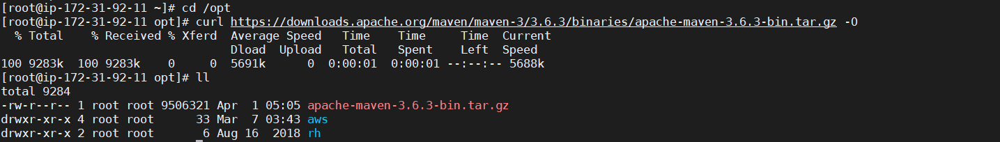 [root@ip-172-31-92-11 ~]# cd /opt
[root@ip-172-31-92-11 opt]# curl https://downloads.apache.org/maven/maven-3/3.6.3/binaries/apache-maven-3.6.3-bin.tar.gz -O
  % Total    % Received % Xferd  Average Speed   Time    Time     Time  Current
                                 Dload  Upload   Total   Spent    Left  Speed
100 9283k  100 9283k    0     0  5691k      0  0:00:01  0:00:01 --:--:-- 5688k
[root@ip-172-31-92-11 opt]# ll
total 9284
-rw-r--r-- 1 root root 9506321 Apr  1 05:05 apache-maven-3.6.3-bin.tar.gz
drwxr-xr-x 4 root root      33 Mar  7 03:43 aws
drwxr-xr-x 2 root root       6 Aug 16  2018 rh